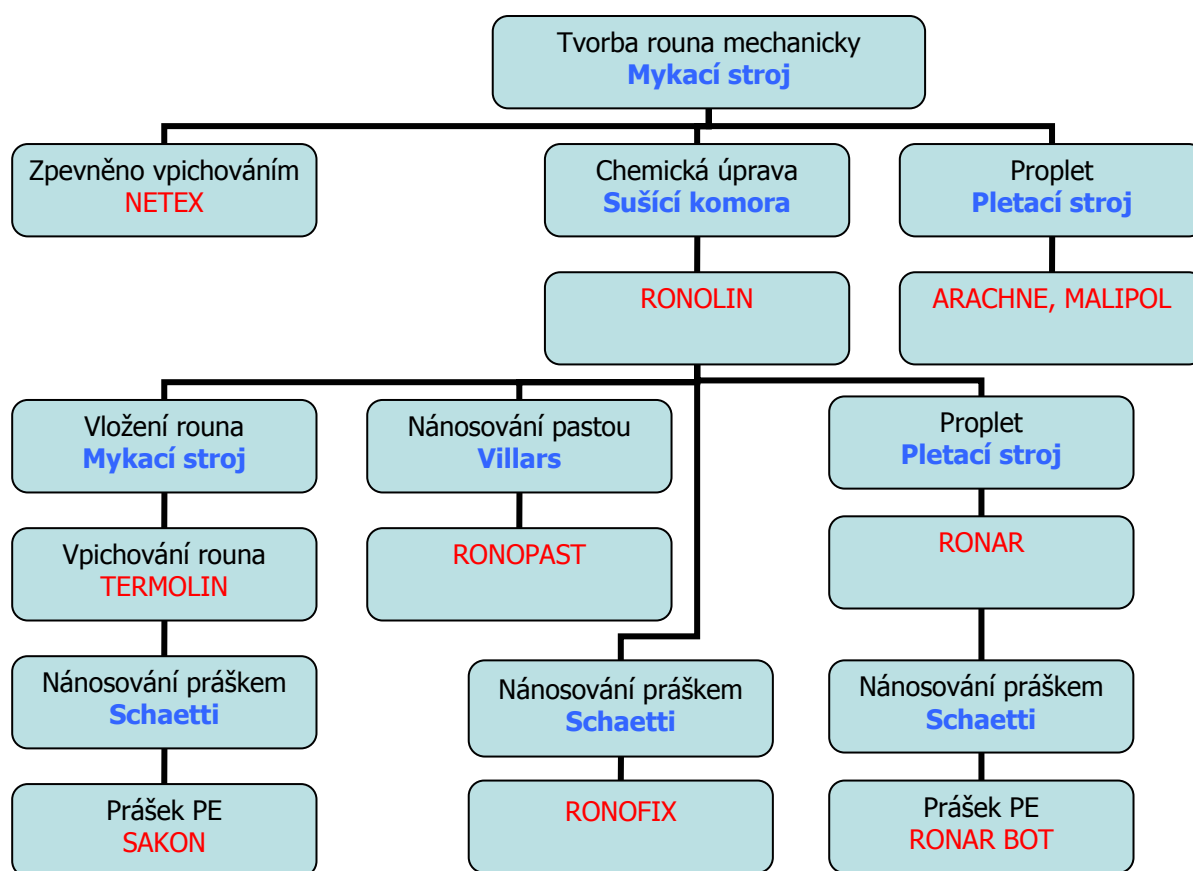 Tvorba rouna mechanicky
Mykací stroj
Zpevněno vpichováním
NETEX
Chemická úprava
Sušící komora
Proplet
Pletací stroj
RONOLIN
ARACHNE, MALIPOL
Vložení rouna
Mykací stroj
Nánosování pastou
Villars
Proplet
Pletací stroj
Vpichování rouna
TERMOLIN
RONOPAST
RONAR
Nánosování práškem
Schaetti
Nánosování práškem
Schaetti
Nánosování práškem
Schaetti
Prášek PE
SAKON
RONOFIX
Prášek PE
RONAR BOT